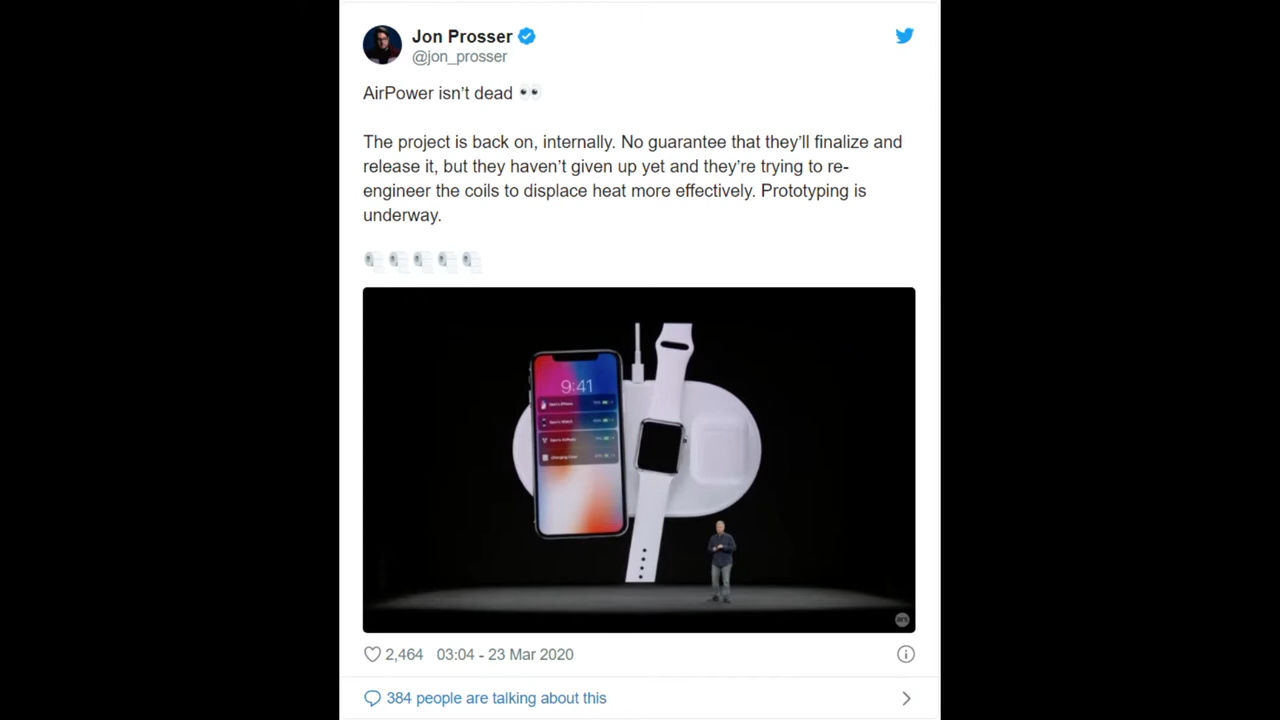 Jon Prosser
@jon_prosser
AirPower isn’t dead 👀
The project is back on, internally. No guarantee that they’ll finalize and
release it, but they haven’t given up yet and they’re trying to re-
engineer the coils to displace heat more effectively. Prototyping is
underway.
🧻🧻🧻🧻🧻
9:41
2,464 03:04 - 23 Mar 2020
384 people are talking about this